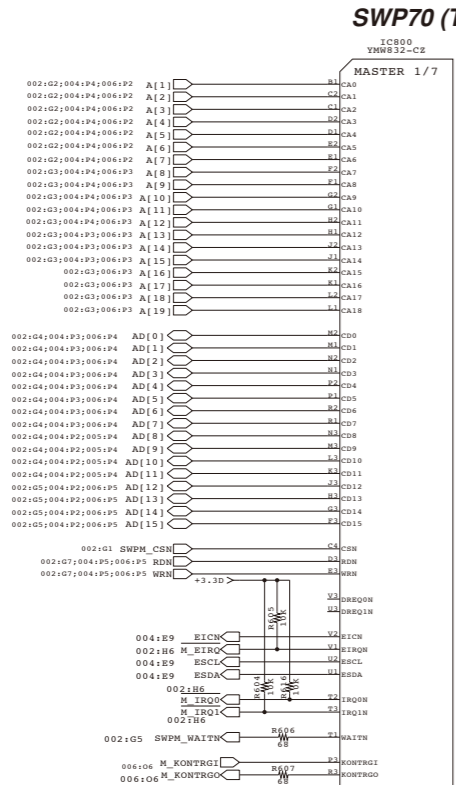 SWP70 (T
IC800
YMW832-CZ
MASTER 1/7
002:G2;004:P4;006:P2 A[1] B1 CA0
002:G2;004:P4;006:P2 A[2] C2 CA1
002:G2;004:P4;006:P2 A[3] C1 CA2
002:G2;004:P4;006:P2 A[4] D2 CA3
002:G2;004:P4;006:P2 A[5] D1 CA4
002:G2;004:P4;006:P2 A[6] E2 CA5
002:G2;004:P4;006:P2 A[7] E1 CA6
002:G3;004:P4;006:P3 A[8] F2 CA7
002:G3;004:P4;006:P3 A[9] F1 CA8
002:G3;004:P4;006:P3 A[10] G2 CA9
002:G3;004:P4;006:P3 A[11] G1 CA10
002:G3;004:P4;006:P3 A[12] H2 CA11
002:G3;004:P3;006:P3 A[13] H1 CA12
002:G3;004:P3;006:P3 A[14] J2 CA13
002:G3;004:P3;006:P3 A[15] J1 CA14
002:G3;006:P3 A[16] K2 CA15
002:G3;006:P3 A[17] K1 CA16
002:G3;006:P3 A[18] L2 CA17
002:G3;006:P3 A[19] L1 CA18
002:G4;004:P3;006:P4 AD[0] M2 CD0
002:G4;004:P3;006:P4 AD[1] M1 CD1
002:G4;004:P3;006:P4 AD[2] N2 CD2
002:G4;004:P3;006:P4 AD[3] N1 CD3
002:G4;004:P3;006:P4 AD[4] P2 CD4
002:G4;004:P3;006:P4 AD[5] P1 CD5
002:G4;004:P3;006:P4 AD[6] R2 CD6
002:G4;004:P3;006:P4 AD[7] R1 CD7
002:G4;004:P2;005:P4 AD[8] N3 CD8
002:G4;004:P2;005:P4 AD[9] M3 CD9
002:G4;004:P2;005:P4 AD[10] L3 CD10
002:G4;004:P2;005:P4 AD[11] K3 CD11
002:G5;004:P2;006:P5 AD[12] J3 CD12
002:G5;004:P2;006:P5 AD[13] H3 CD13
002:G5;004:P2;006:P5 AD[14] G3 CD14
002:G5;004:P2;006:P5 AD[15] F3 CD15
002:G1 SWPM_CSN C4 CSN
002:G7;004:P5;006:P5 RDN D3 RDN
002:G7;004:P5;006:P5 WRN E3 WRN
+3.3D
V3 DREQ0N
U3 DREQ1N
R605
10K
004:E9 EICN V2 EICN
002:H6 M_EIRQ V1 EIRQN
004:E9 ESCL U2 ESCL
004:E9 ESDA U1 ESDA
R604
10K
R616
10K
002:H6
M_IRQ0 T2 IRQ0N
M_IRQ1 T3 IRQ1N
002:H6
R606
002:G5 SWPM_WAITN T1 WAITN
68
006:O6 M_KONTRGI P3 KONTRGI
R607
006:O6 M_KONTRGO R3 KONTRGO
68